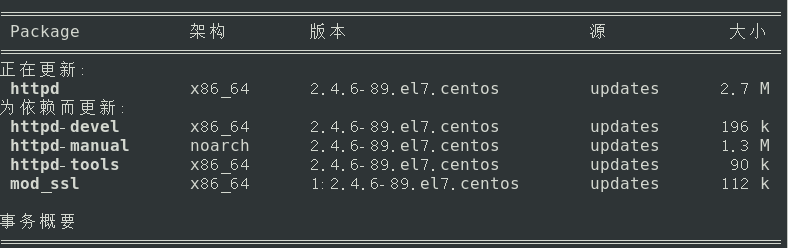 Package 架构 版本 源 大小
正在更新:
httpd x86_64 2.4.6-89.el7.centos updates 2.7 M
为依赖而更新:
httpd-devel x86_64 2.4.6-89.el7.centos updates 196 k
httpd-manual noarch 2.4.6-89.el7.centos updates 1.3 M
httpd-tools x86_64 2.4.6-89.el7.centos updates 90 k
mod_ssl x86_64 1:2.4.6-89.el7.centos updates 112 k
事务概要